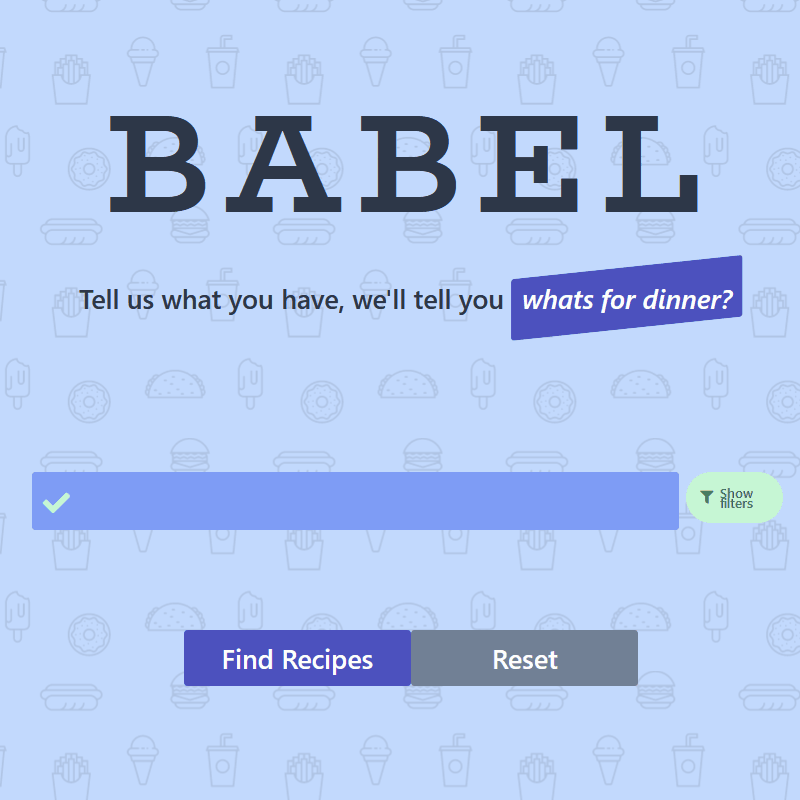 BABEL
Tell us what you have, we'll tell you whats for dinner?
Show
filters
Find Recipes Reset